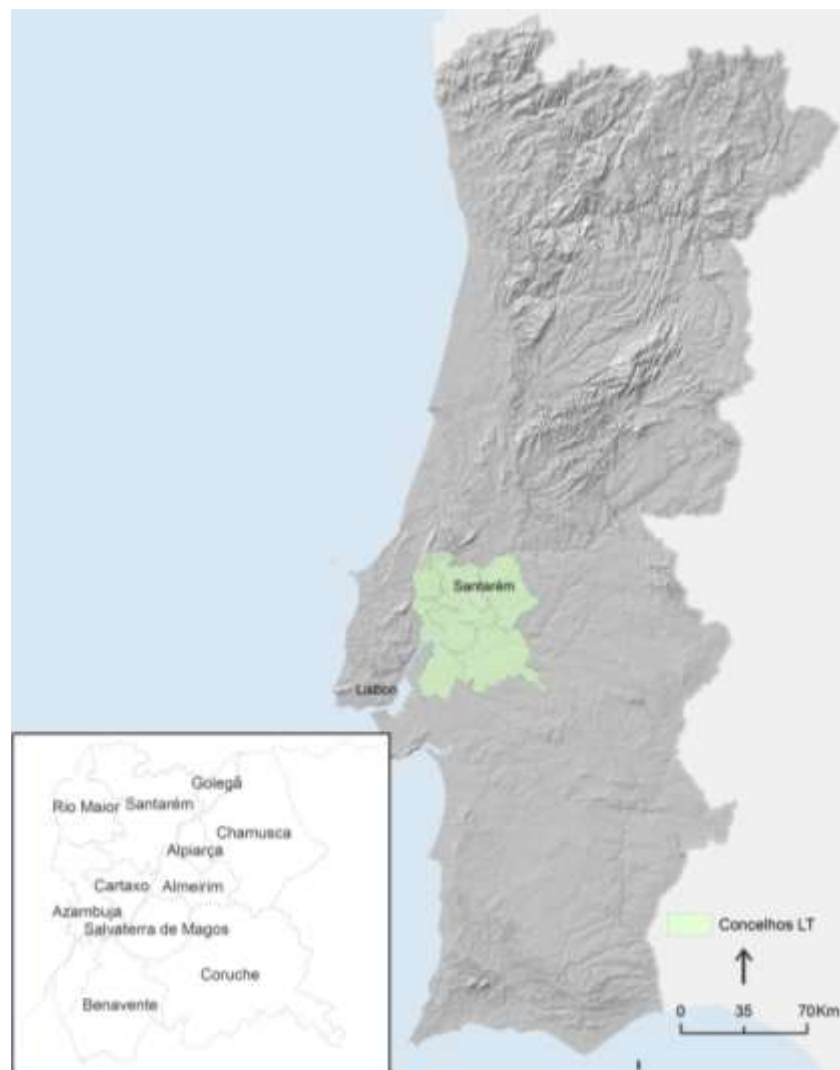 Santarém
Lisboa
Golegã
Rio Maior Santarém
Chamusca
Alpiarça
Cartaxo Almeirim
Azambuja
Salvaterra de Magos
Coruche
Benavente
Concelhos LT
0 35 70Km